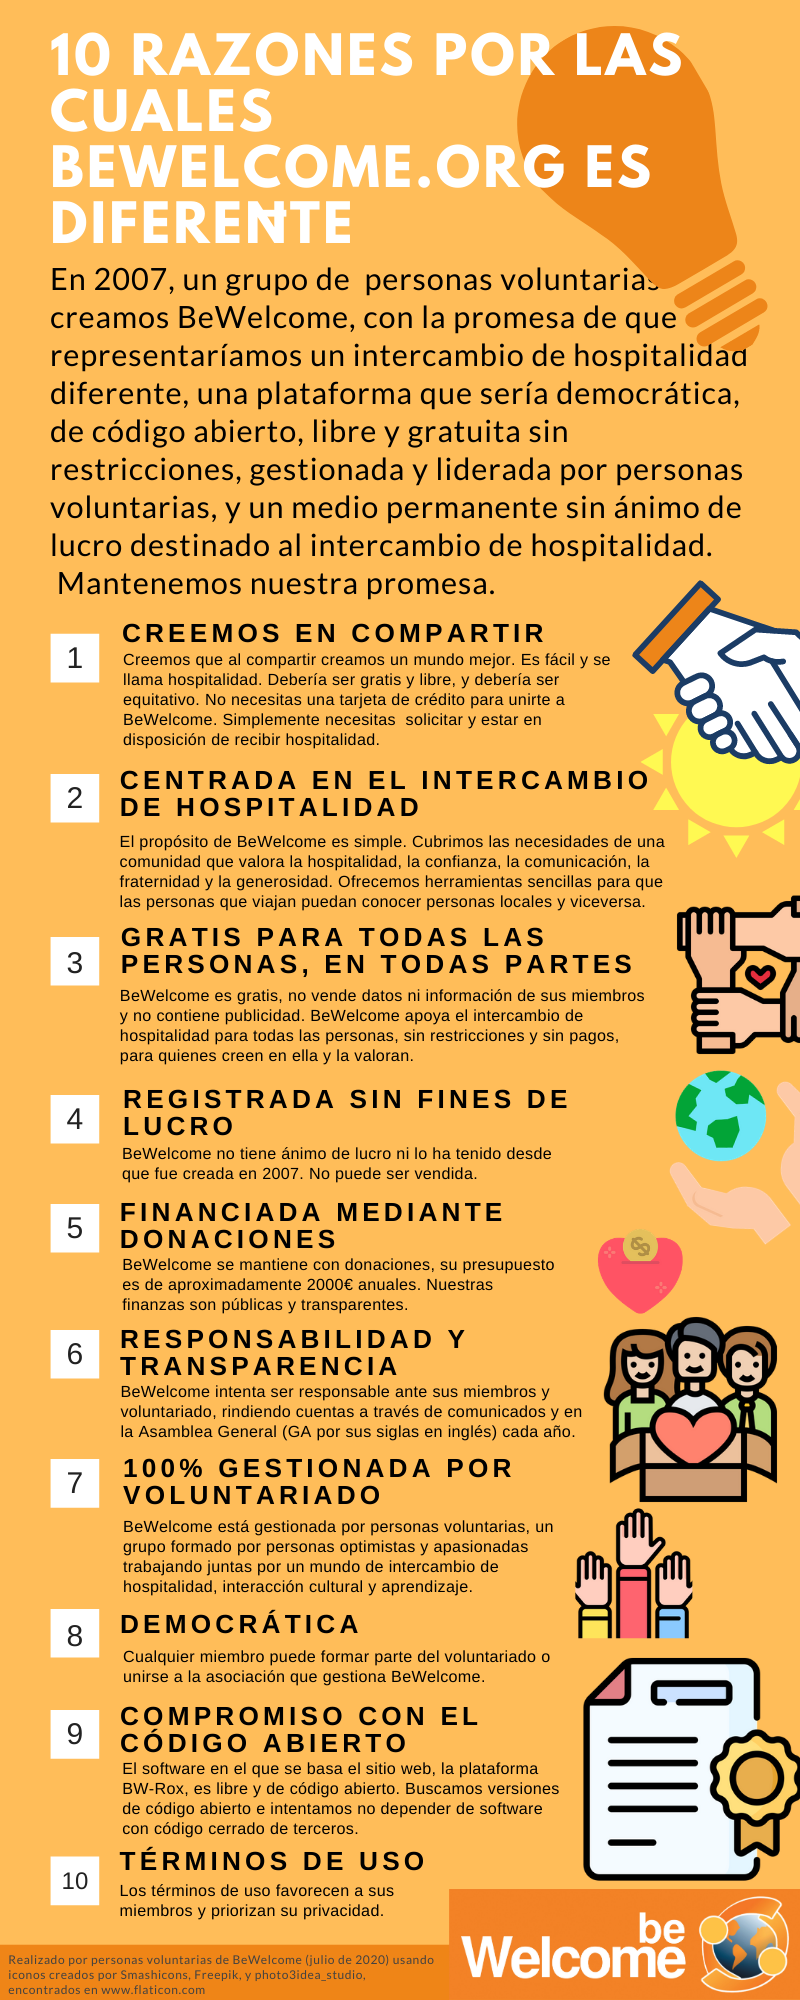 10 RAZONES POR LAS
CUALES
BEWELCOME.ORG ES
DIFERENTE
En 2007, un grupo de  personas voluntarias
creamos BeWelcome, con la promesa de que
representaríamos un intercambio de hospitalidad
diferente, una plataforma que sería democrática,
de código abierto, libre y gratuita sin
restricciones, gestionada y liderada por personas
voluntarias, y un medio permanente sin ánimo de
lucro destinado al intercambio de hospitalidad.
Mantenemos nuestra promesa.
1
CREEMOS EN COMPARTIR
Creemos que al compartir creamos un mundo mejor. Es fácil y se
llama hospitalidad. Debería ser gratis y libre, y debería ser
equitativo. No necesitas una tarjeta de crédito para unirte a
BeWelcome. Simplemente necesitas  solicitar y estar en
disposición de recibir hospitalidad.
2
CENTRADA EN EL INTERCAMBIO
DE HOSPITALIDAD
El propósito de BeWelcome es simple. Cubrimos las necesidades de una
comunidad que valora la hospitalidad, la confianza, la comunicación, la
fraternidad y la generosidad. Ofrecemos herramientas sencillas para que
las personas que viajan puedan conocer personas locales y viceversa.
3
GRATIS PARA TODAS LAS
PERSONAS, EN TODAS PARTES
BeWelcome es gratis, no vende datos ni información de sus miembros
y no contiene publicidad. BeWelcome apoya el intercambio de
hospitalidad para todas las personas, sin restricciones y sin pagos,
para quienes creen en ella y la valoran.
4
REGISTRADA SIN FINES DE
LUCRO
BeWelcome no tiene ánimo de lucro ni lo ha tenido desde
que fue creada en 2007. No puede ser vendida.
5
FINANCIADA MEDIANTE
DONACIONES
BeWelcome se mantiene con donaciones, su presupuesto
es de aproximadamente 2000€ anuales. Nuestras
finanzas son públicas y transparentes.
6
RESPONSABILIDAD Y
TRANSPARENCIA
BeWelcome intenta ser responsable ante sus miembros y
voluntariado, rindiendo cuentas a través de comunicados y en
la Asamblea General (GA por sus siglas en inglés) cada año.
7
100% GESTIONADA POR
VOLUNTARIADO
BeWelcome está gestionada por personas voluntarias, un
grupo formado por personas optimistas y apasionadas
trabajando juntas por un mundo de intercambio de
hospitalidad, interacción cultural y aprendizaje.
8
DEMOCRÁTICA
Cualquier miembro puede formar parte del voluntariado o
unirse a la asociación que gestiona BeWelcome.
9
COMPROMISO CON EL
CÓDIGO ABIERTO
El software en el que se basa el sitio web, la plataforma
BW-Rox, es libre y de código abierto. Buscamos versiones
de código abierto e intentamos no depender de software
con código cerrado de terceros.
10
TÉRMINOS DE USO
Los términos de uso favorecen a sus
miembros y priorizan su privacidad.
be
Welcome
Realizado por personas voluntarias de BeWelcome (julio de 2020) usando
iconos creados por Smashicons, Freepik, y photo3idea_studio,
encontrados en www.flaticon.com